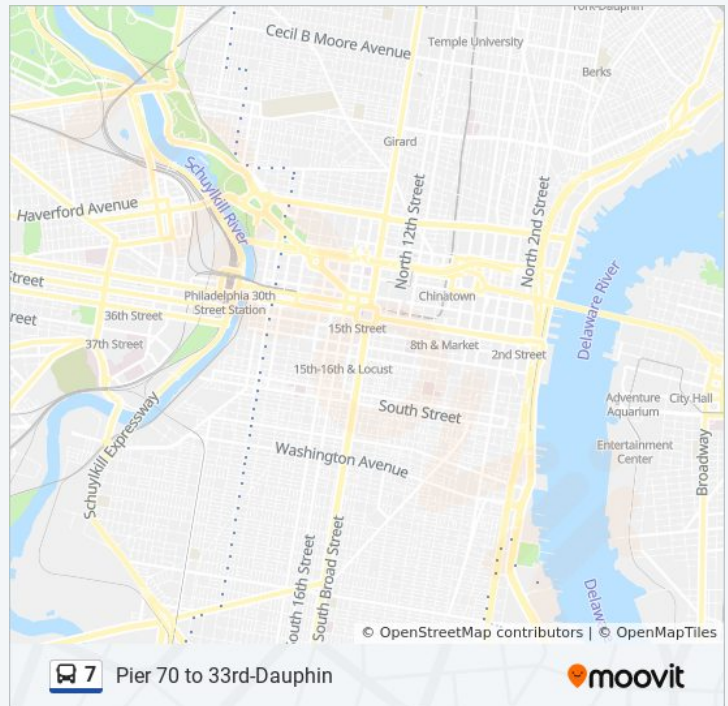 York-Dauphin
Cecil B Moore Avenue
Temple University
Berks
Girard
Schuylkill River
Haverford Avenue
North 12th Street
North 2nd Street
Delaware River
Street
Philadelphia 30th
Street Station
Chinatown
36th Street
15th Street
37th Street
8th & Market
2nd Street
15th-16th & Locust
South Street
Adventure
Aquarium
City Hall
Entertainment
Center
Broadway
Schuylkill Expressway
Washington Avenue
South 16th Street
South Broad Street
Delaw
© OpenStreetMap contributors | © OpenMapTiles
7 Pier 70 to 33rd-Dauphin
moovit